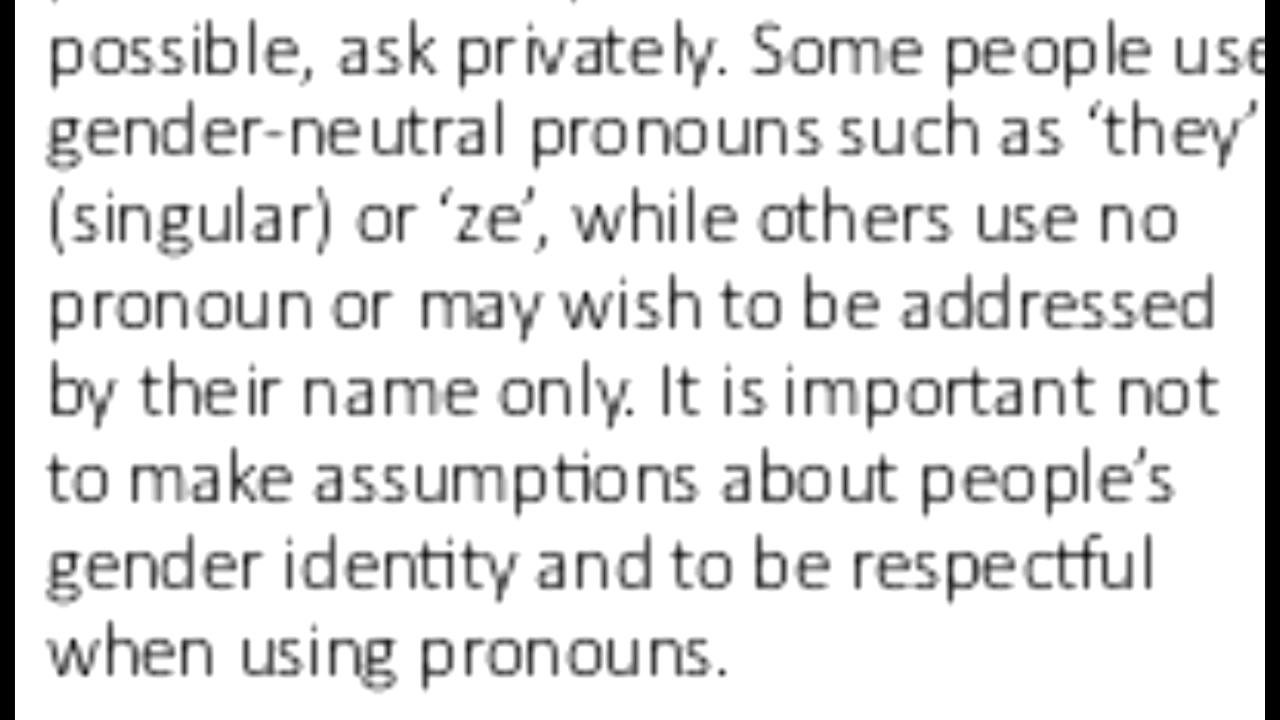 possible, ask privately. Some people use
gender-neutral pronouns such as ‘they’
(singular) or ‘ze’, while others use no
pronoun or may wish to be addressed
by their name only. It is important not
to make assumptions about people’s
gender identity and to be respectful
when using pronouns.